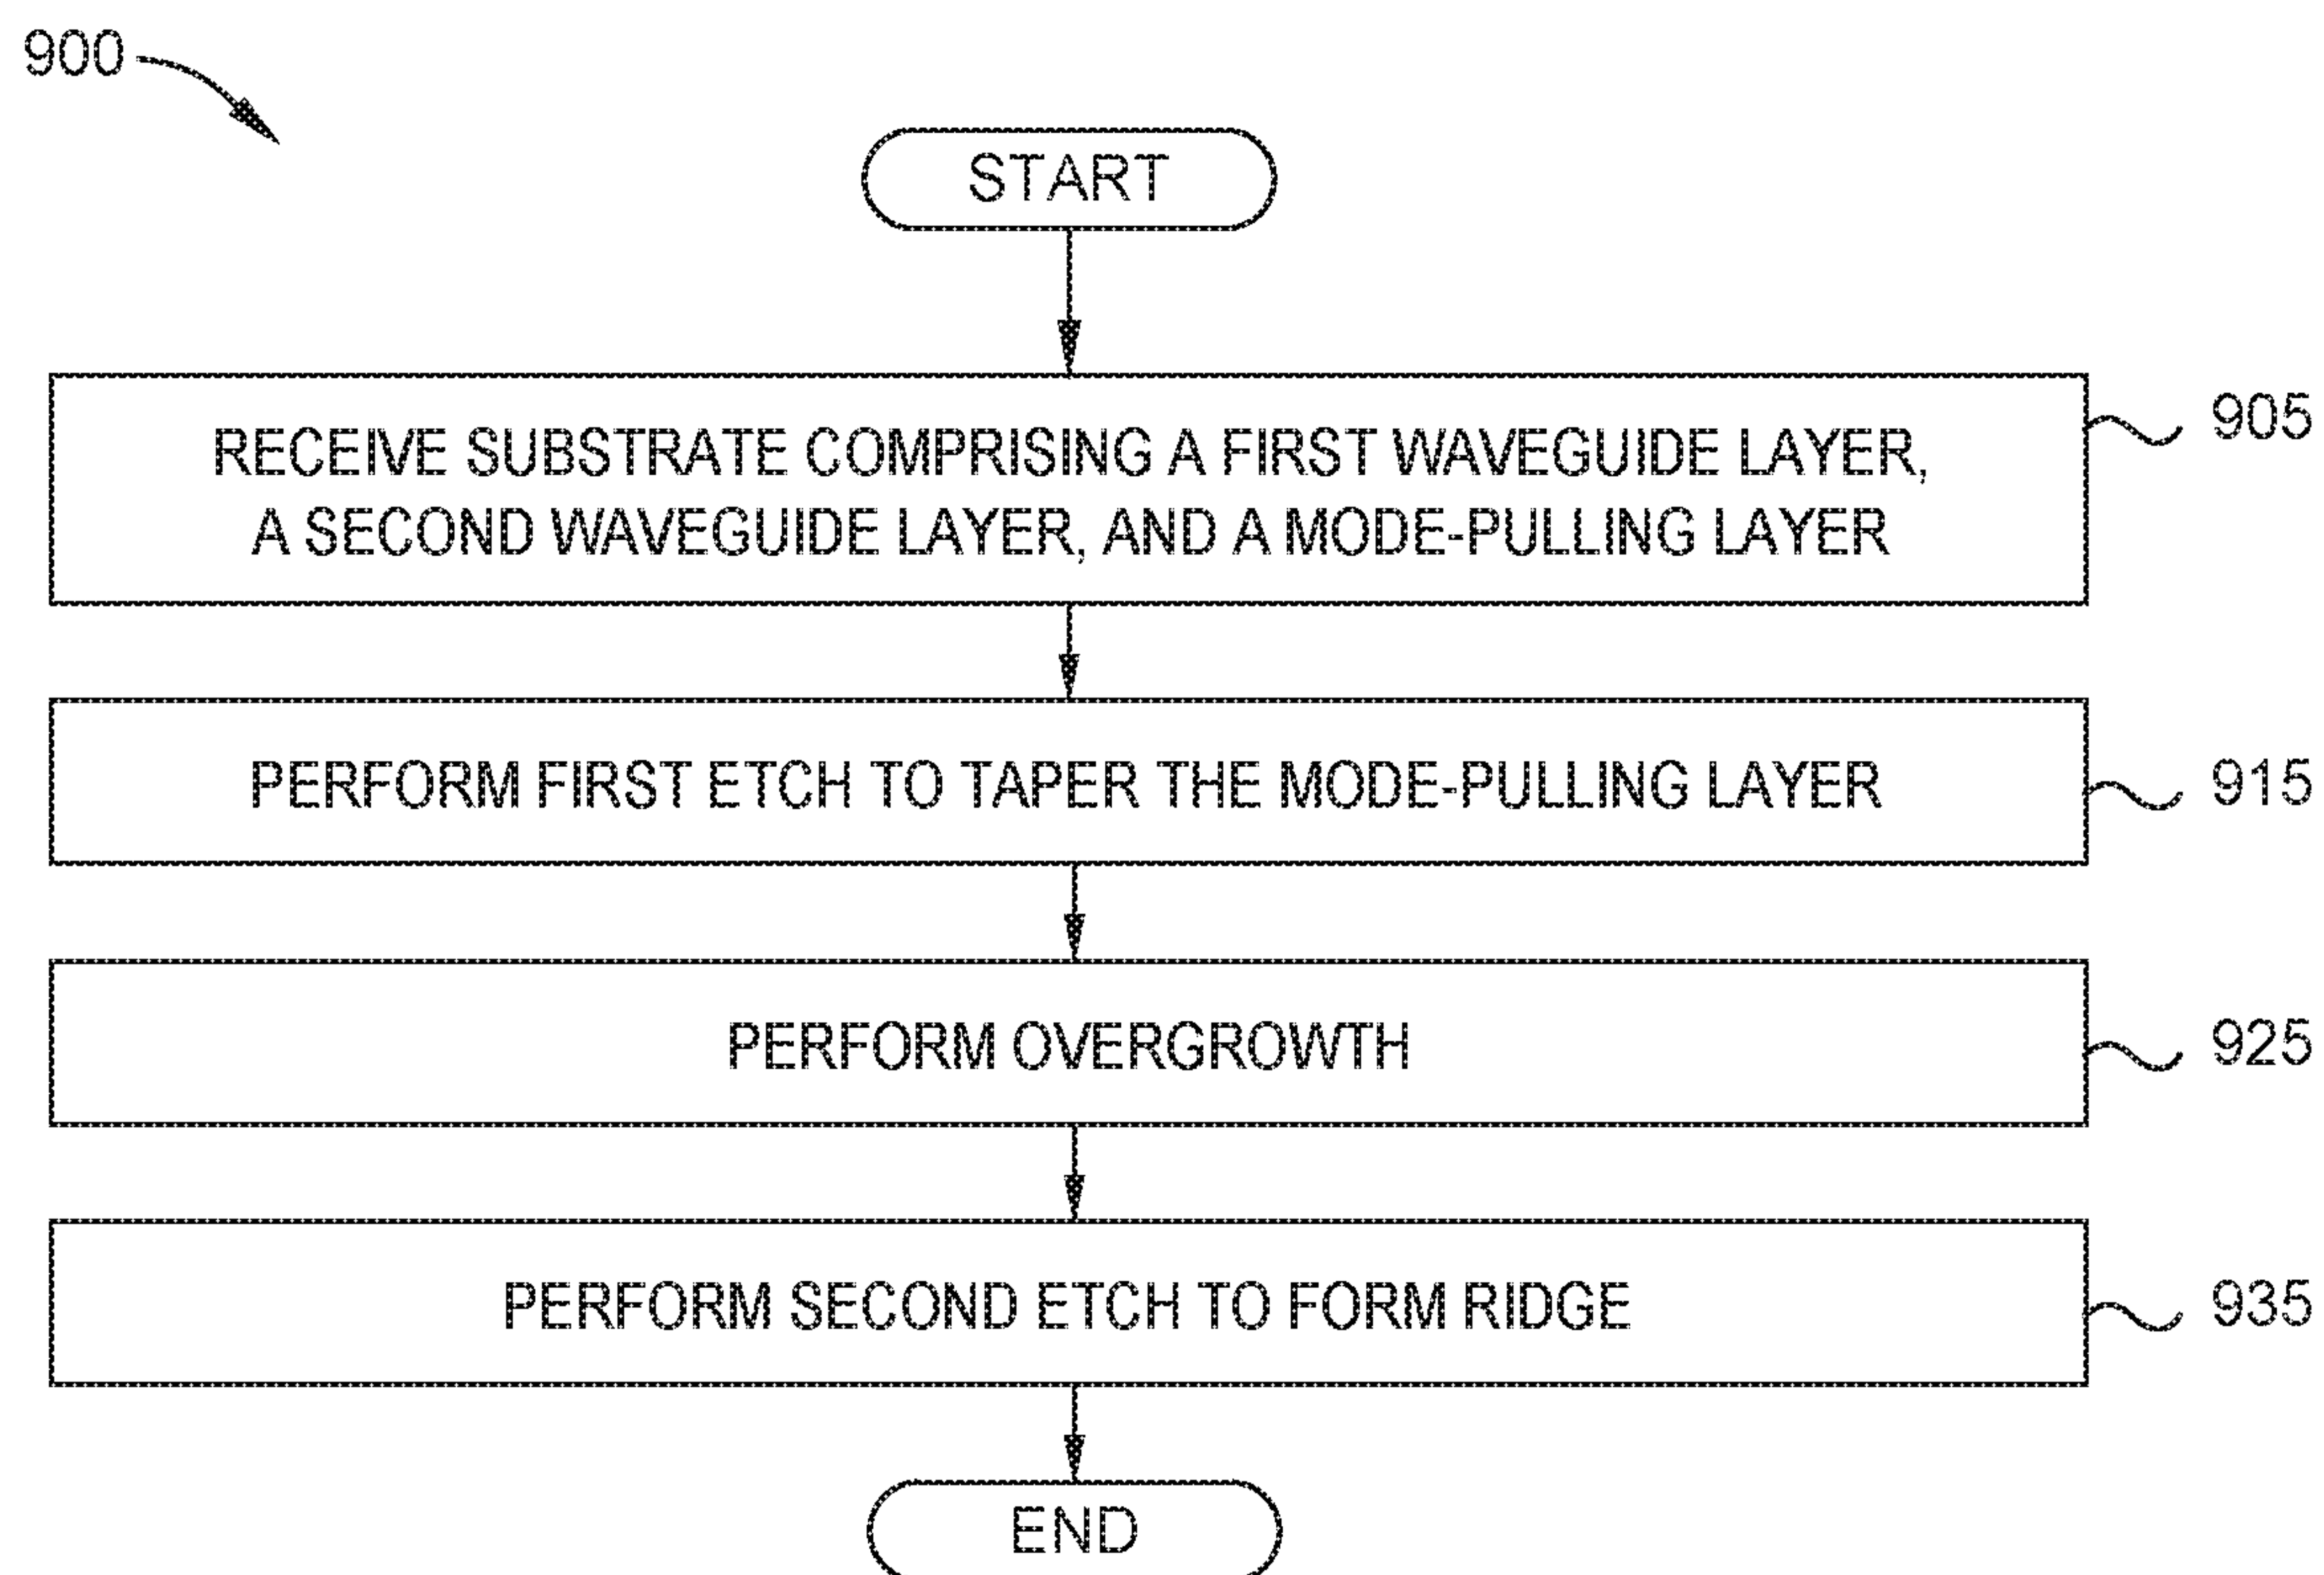 900
START
RECEIVE SUBSTRATE COMPRISING A FIRST WAVEGUIDE LAYER,
A SECOND WAVEGUIDE LAYER, AND A MODE-PULLING LAYER
905
PERFORM FIRST ETCH TO TAPER THE MODE-PULLING LAYER
915
PERFORM OVERGROWTH
925
PERFORM SECOND ETCH TO FORM RIDGE
935
END